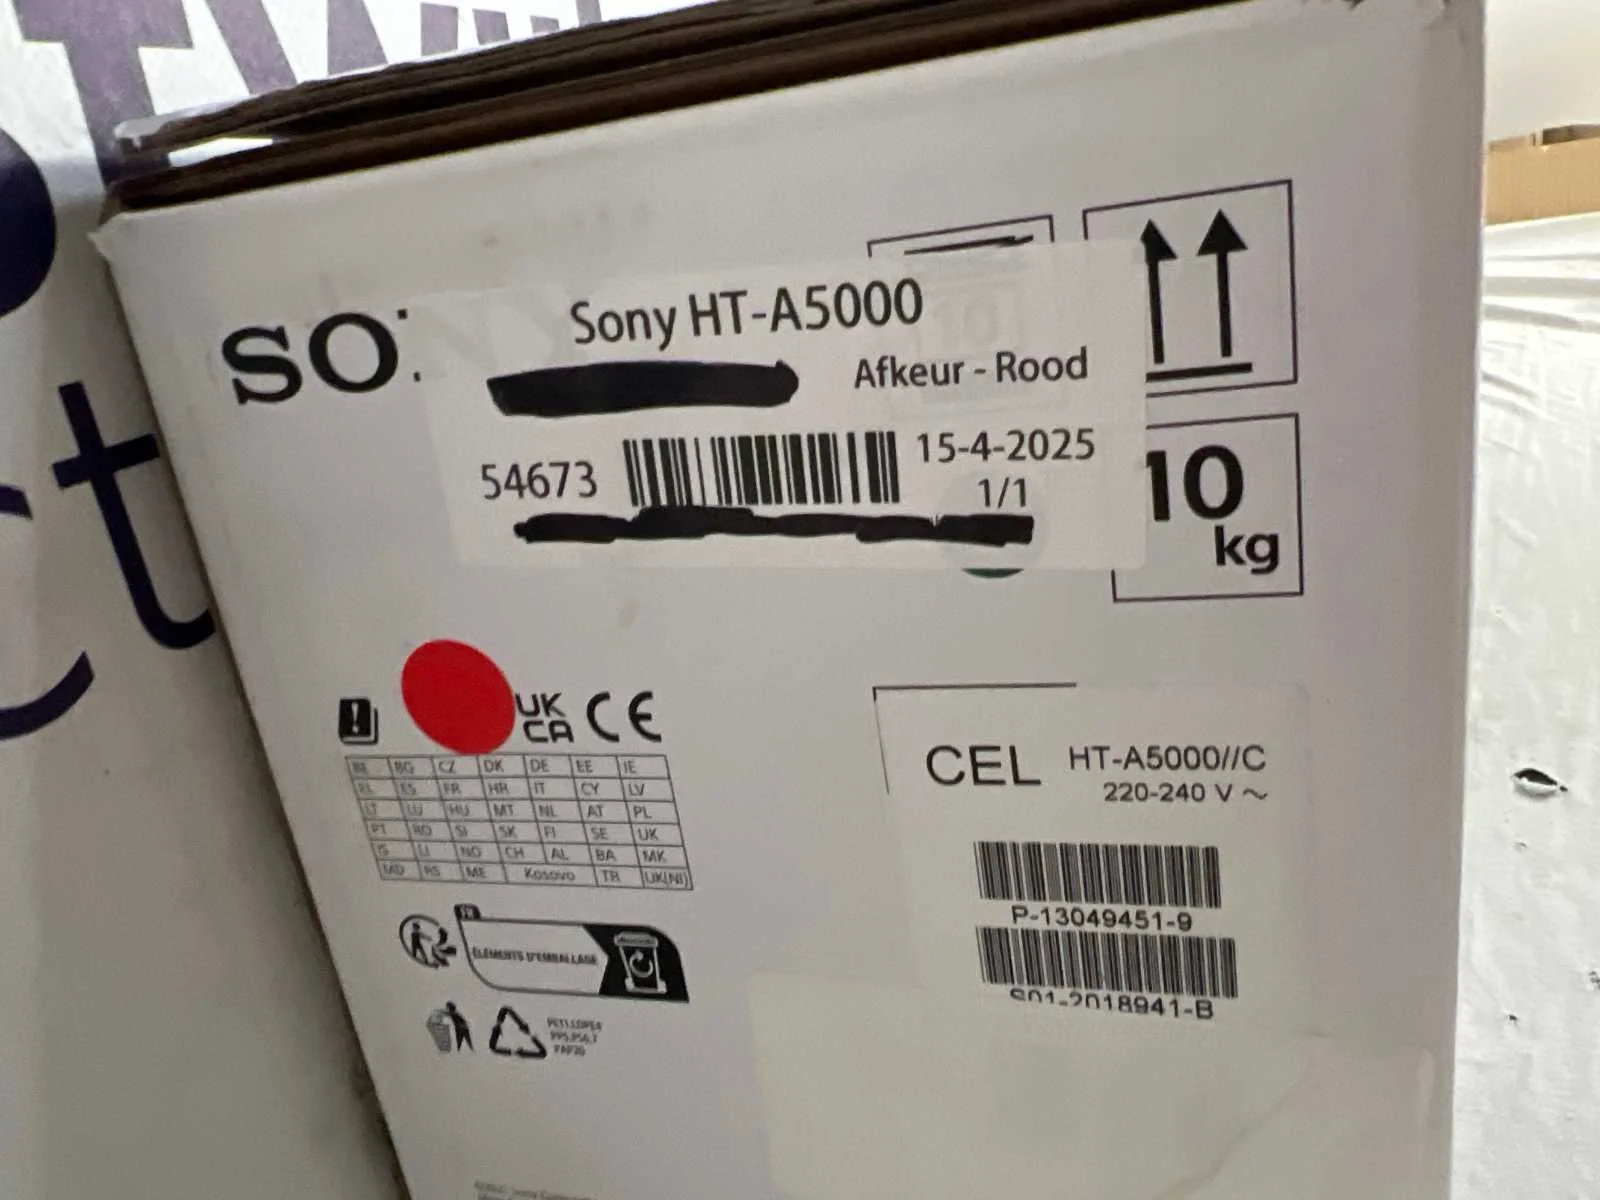 SO
Sony HT-A5000
Afkeur - Rood
54673
15-4-2025
1/1
10
kg
UK
CA CE
BE BG CZ DK DE EE IE
EL ES FR HR IT CY LV
LT LU HU MT NL AT PL
PT RO SI SK FI SE UK
IS LI NO CH AL BA MK
MD RS ME Kosovo TR UK(NI)
FR
ÉLÉMENTS D'EMBALLAGE
PAP20
CEL HT-A5000//C
220-240 V ~
P-13049451-9
S01-2018941-B
ct